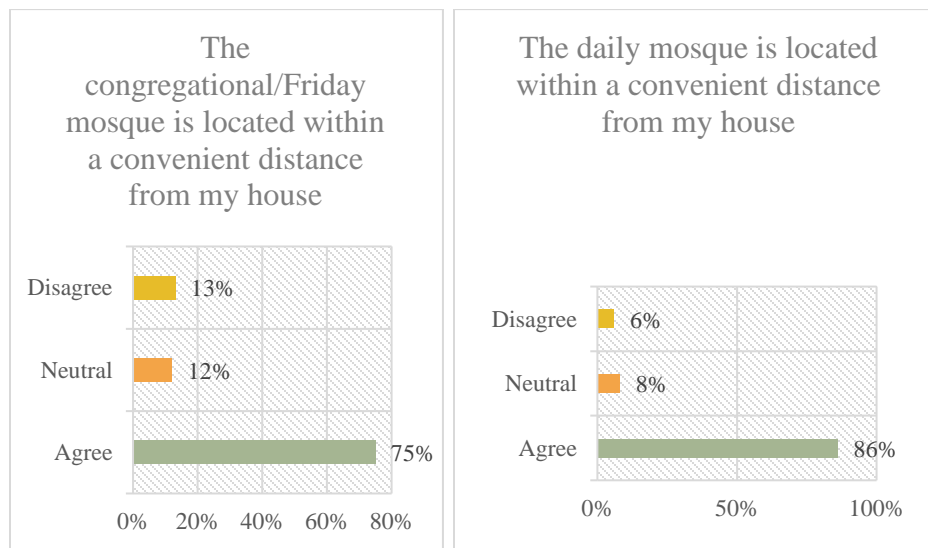 The
congregational/Friday
mosque is located within
a convenient distance
from my house
Disagree
13%
Neutral
12%
Agree
75%
0% 20% 40% 60% 80%
The daily mosque is located
within a convenient distance
from my house
Disagree
6%
Neutral
8%
Agree
86%
0% 50% 100%